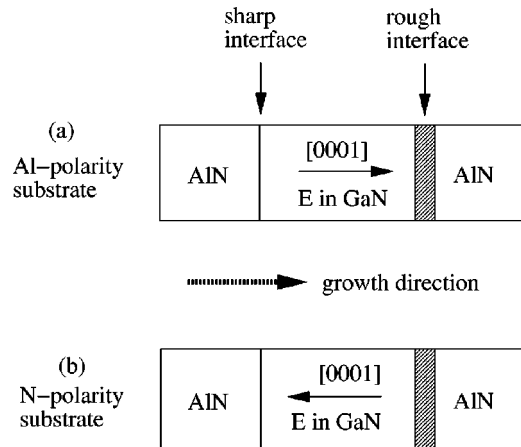 sharp
interface
rough
interface
(a)
Al−polarity
substrate
AlN
[0001]
E in GaN
AlN
growth direction
(b)
N−polarity
substrate
AlN
[0001]
E in GaN
AlN